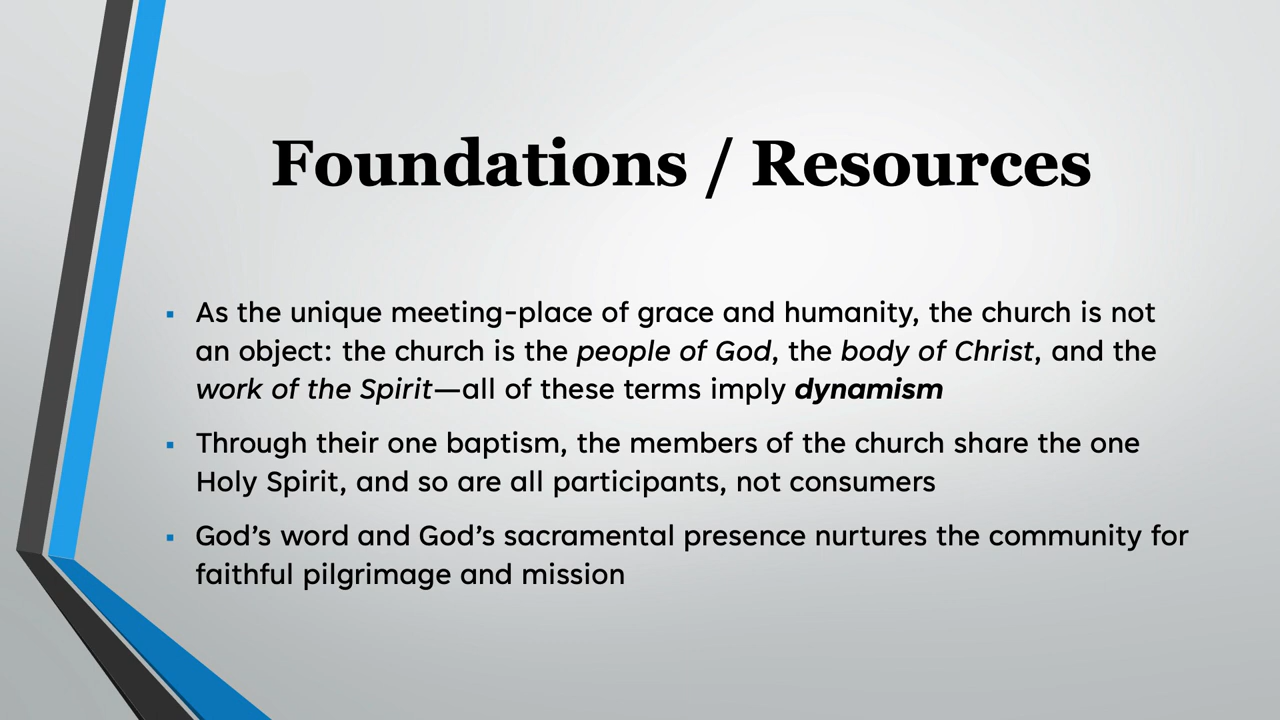 Foundations / Resources
▪ As the unique meeting-place of grace and humanity, the church is not
an object: the church is the people of God, the body of Christ, and the
work of the Spirit—all of these terms imply dynamism
▪ Through their one baptism, the members of the church share the one
Holy Spirit, and so are all participants, not consumers
▪ God’s word and God’s sacramental presence nurtures the community for
faithful pilgrimage and mission